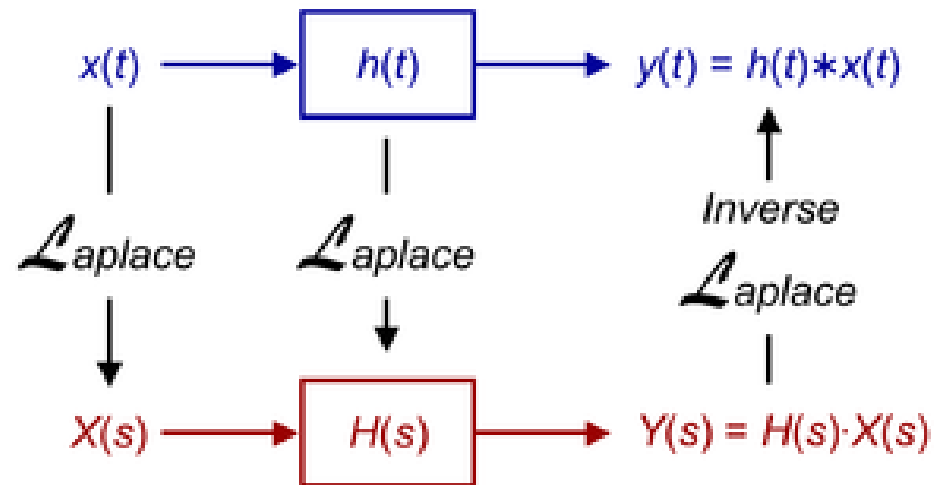 x(t) h(t) y(t) = h(t)∗x(t)
Inverse
ℒaplace ℒaplace ℒaplace
X(s) H(s) Y(s) = H(s)·X(s)